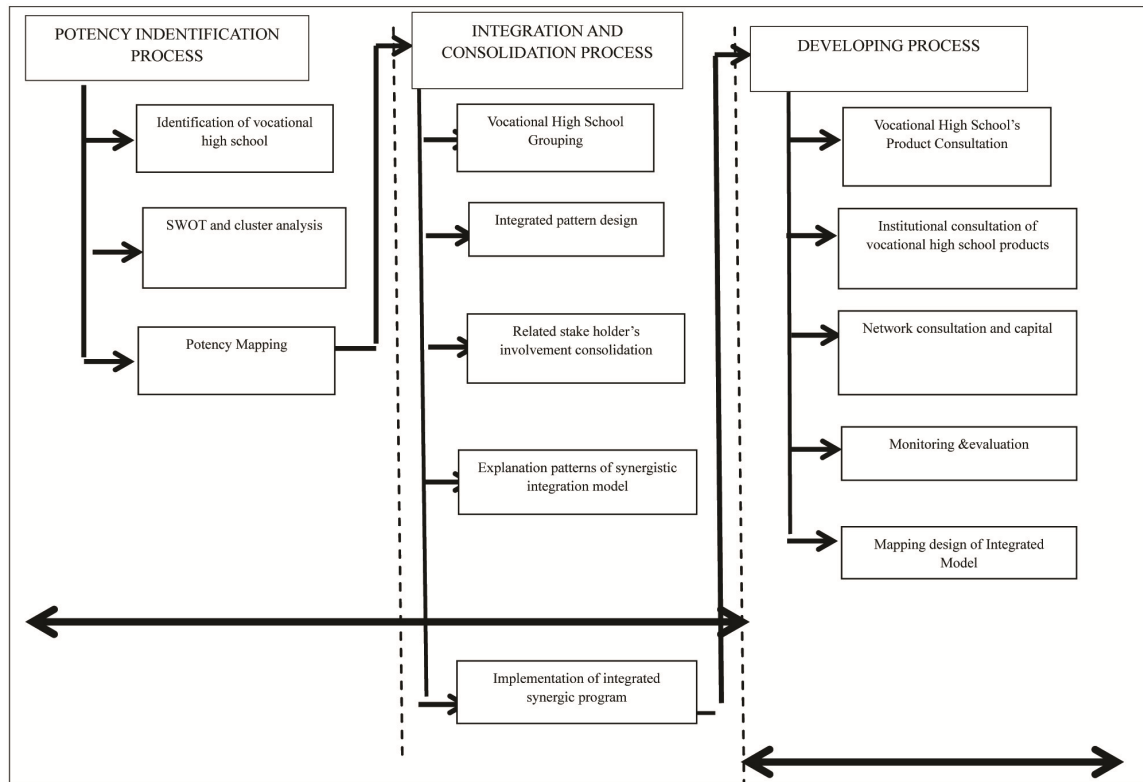 POTENCY INDENTIFICATION
PROCESS
Identification of vocational
high school
SWOT and cluster analysis
Potency Mapping
INTEGRATION AND
CONSOLIDATION PROCESS
Vocational High School
Grouping
Integrated pattern design
Related stake holder’s
involvement consolidation
Explanation patterns of synergistic
integration model
Implementation of integrated
synergic program
DEVELOPING PROCESS
Vocational High School’s
Product Consultation
Institutional consultation of
vocational high school products
Network consultation and capital
Monitoring &evaluation
Mapping design of Integrated
Model